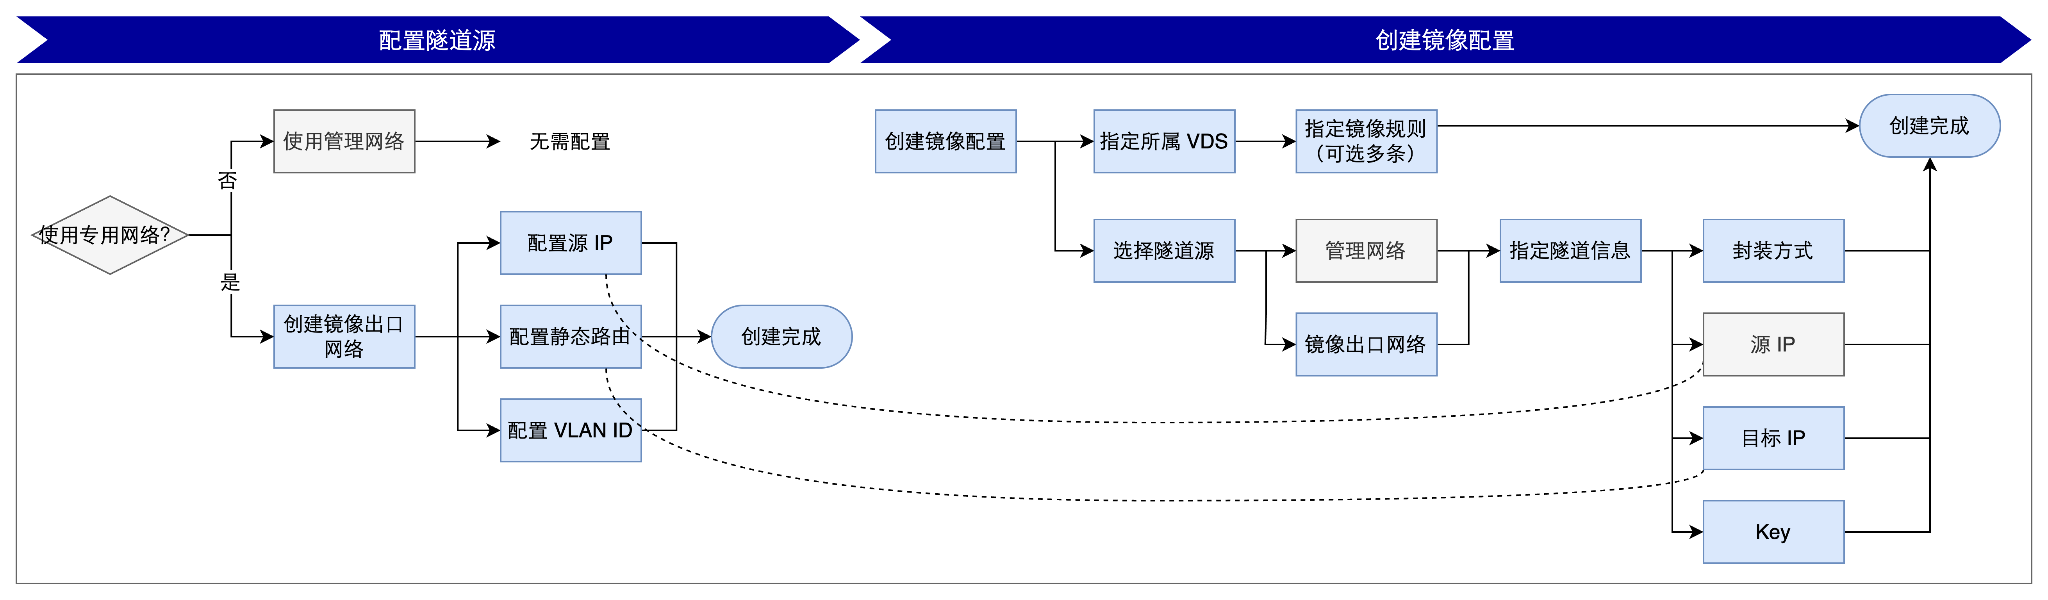 配置隧道源
创建镜像配置
使用专用网络?
否
是
使用管理网络
无需配置
创建镜像出口
网络
配置源 IP
配置静态路由
配置 VLAN ID
创建完成
创建镜像配置
指定所属 VDS
指定镜像规则
（可选多条）
创建完成
选择隧道源
管理网络
镜像出口网络
指定隧道信息
封装方式
源 IP
目标 IP
Key